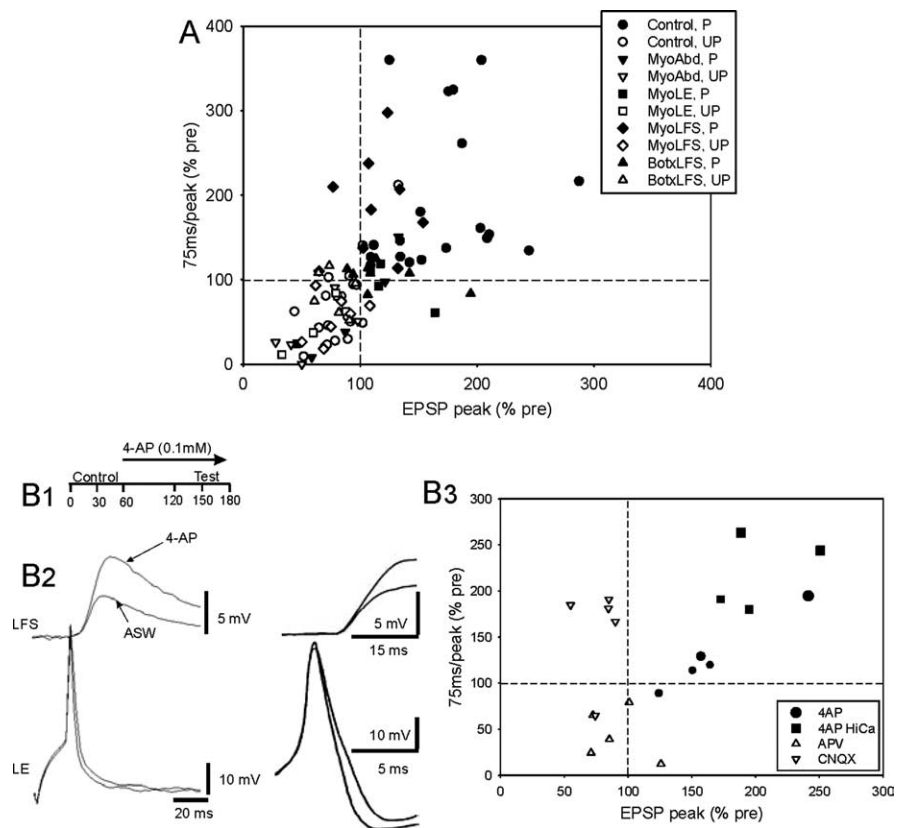 A
400
300
200
100
0
75ms/peak (% pre)
100
200
300
400
EPSP peak (% pre)
Control, P
Control, UP
MyoAbd, P
MyoAbd, UP
MyoLE, P
MyoLE, UP
MyoLFS, P
MyoLFS, UP
BotxLFS, P
BotxLFS, UP
B1
4-AP (0.1mM)
Control
Test
0 30 60 120 150 180
B2
4-AP
ASW
LFS
5 mV
LE
10 mV
20 ms
5 mV
15 ms
10 mV
5 ms
B3
300
250
200
150
100
50
0
75ms/peak (% pre)
0 50 100 150 200 250 300
EPSP peak (% pre)
4AP
4AP HiCa
APV
CNQX